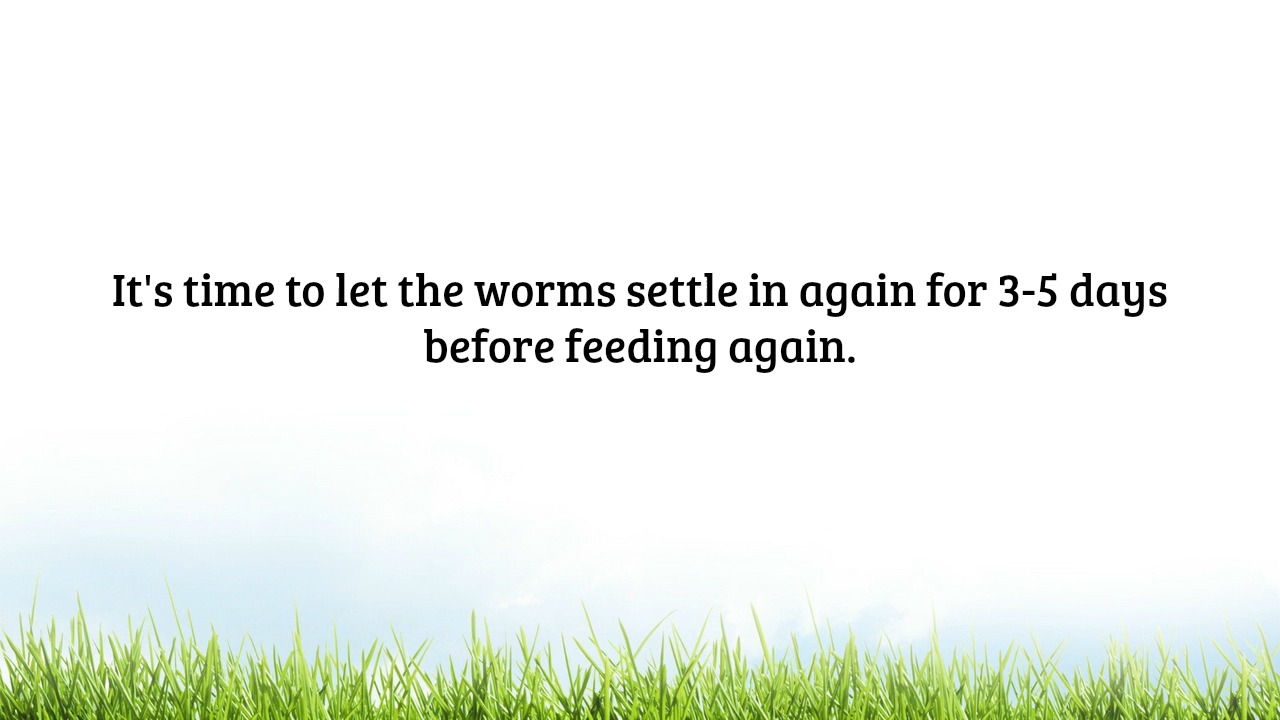 It's time to let the worms settle in again for 3-5 days
before feeding again.